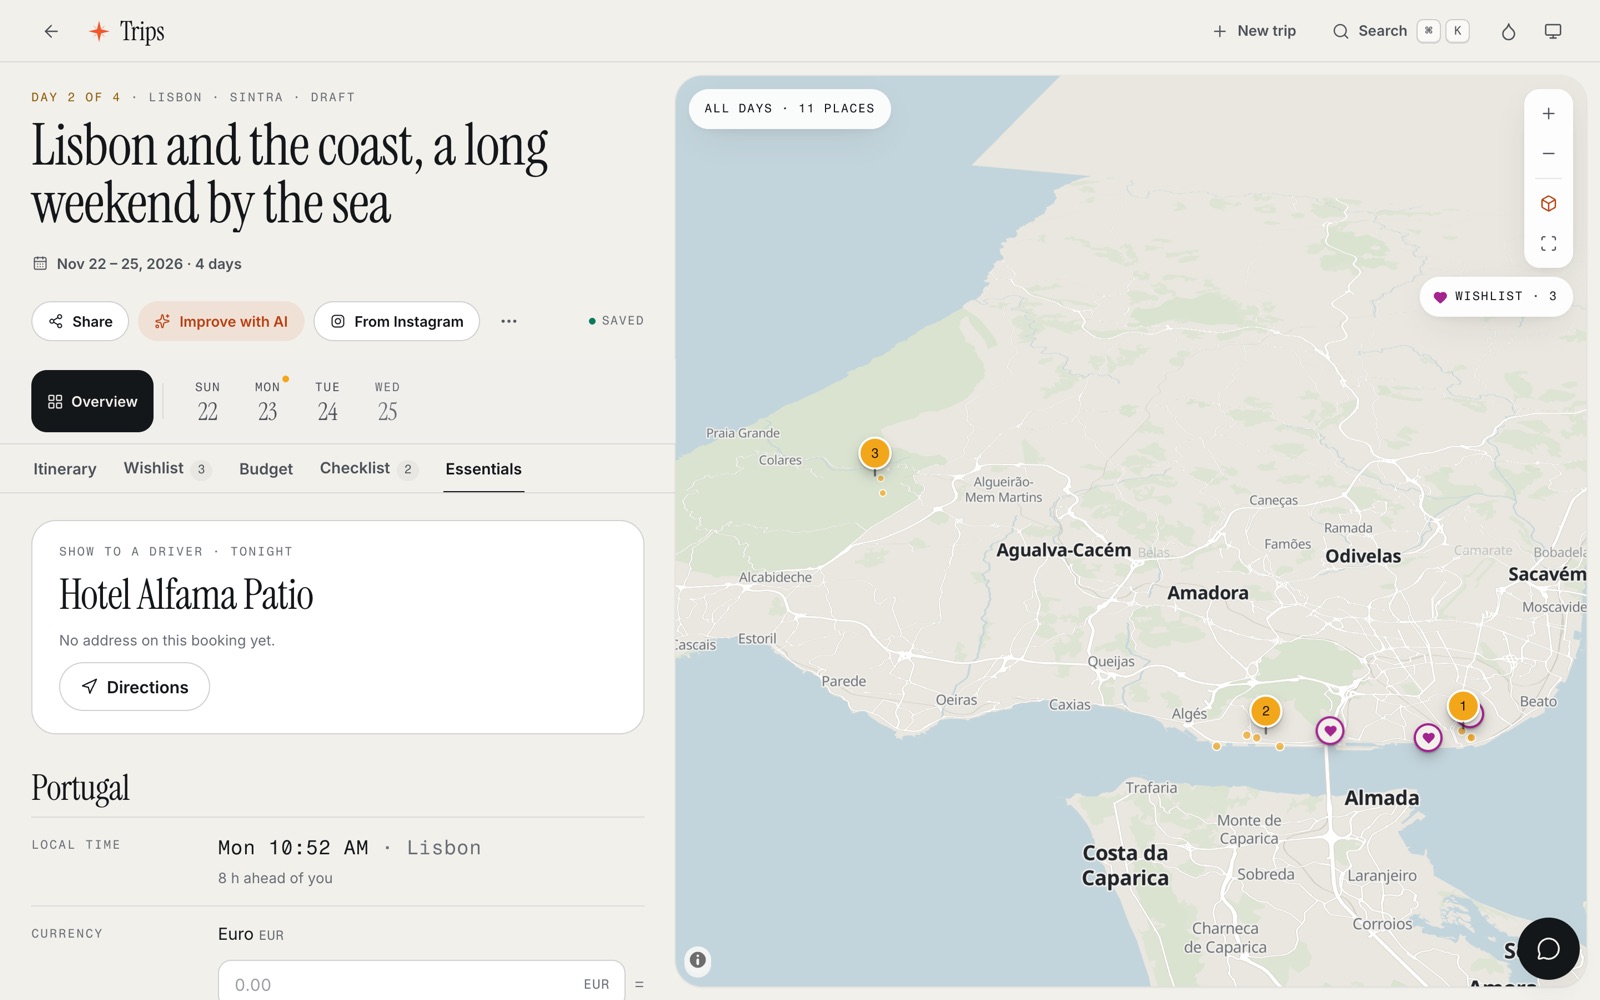 Trips
New trip
Search ⌘ K
DAY 2 OF 4 · LISBON · SINTRA · DRAFT
Lisbon and the coast, a long
weekend by the sea
Nov 22 – 25, 2026 · 4 days
Share
Improve with AI
From Instagram
SAVED
Overview
SUN
22
MON
23
TUE
24
WED
25
Itinerary
Wishlist 3
Budget
Checklist 2
Essentials
SHOW TO A DRIVER · TONIGHT
Hotel Alfama Patio
No address on this booking yet.
Directions
Portugal
LOCAL TIME
Mon 10:52 AM · Lisbon
8 h ahead of you
CURRENCY
Euro EUR
0.00 EUR =
ALL DAYS · 11 PLACES
WISHLIST · 3
Praia Grande
Colares
3
Algueirão-
Mem Martins
Caneças
Ramada
Famões
Odivelas
Camarate
Bobadela
Agualva-Cacém
Belas
Sacavém
Amadora
Moscavide
Alcabideche
Cascais
Estoril
Queijas
Parede
Oeiras
Caxias
Algés
2
1
Beato
Trafaria
Almada
Monte de
Caparica
Costa da
Caparica
Sobreda
Laranjeiro
Charneca
de Caparica
Corroios
Amora